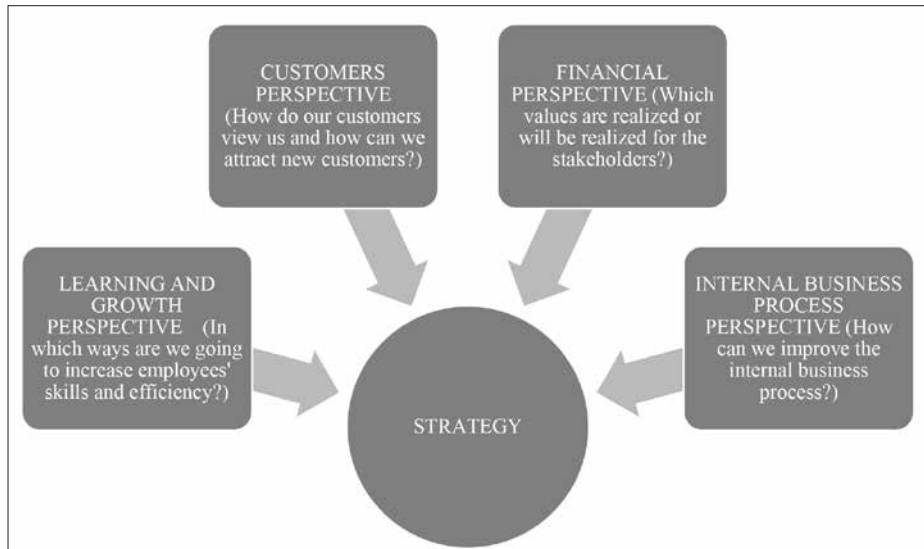 CUSTOMERS
PERSPECTIVE
(How do our customers
view us and how can we
attract new customers?)
FINANCIAL
PERSPECTIVE (Which
values are realized or
will be realized for the
stakeholders?)
LEARNING AND
GROWTH
PERSPECTIVE (In
which ways are we going
to increase employees'
skills and efficiency?)
INTERNAL BUSINESS
PROCESS
PERSPECTIVE (How
can we improve the
internal business
process?)
STRATEGY